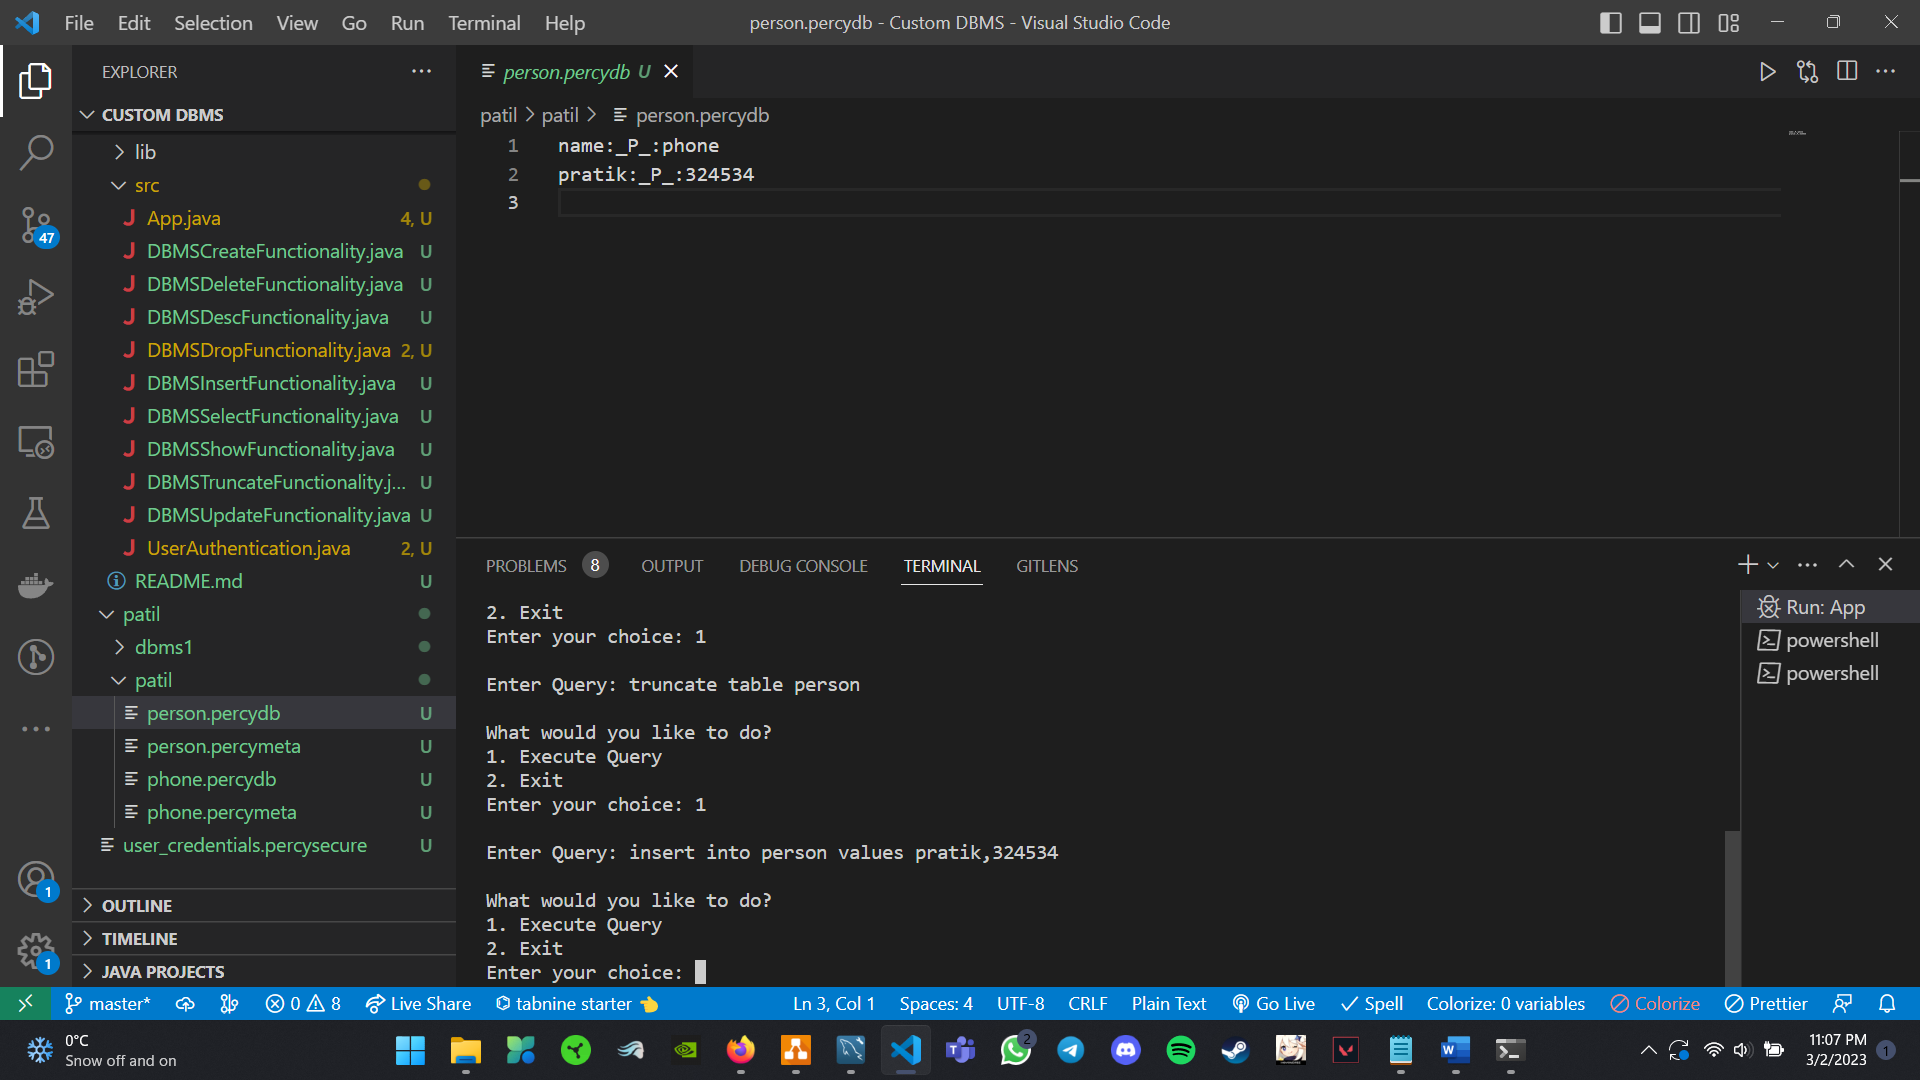 File Edit Selection View Go Run Terminal Help
person.percydb - Custom DBMS - Visual Studio Code
EXPLORER
CUSTOM DBMS
lib
src
App.java 4, U
DBMSCreateFunctionality.java U
DBMSDeleteFunctionality.java U
DBMSDescFunctionality.java U
DBMSDropFunctionality.java 2, U
DBMSInsertFunctionality.java U
DBMSSelectFunctionality.java U
DBMSShowFunctionality.java U
DBMSTruncateFunctionality.j... U
DBMSUpdateFunctionality.java U
UserAuthentication.java 2, U
README.md U
patil
dbms1
patil
person.percydb U
person.percymeta U
phone.percydb U
phone.percymeta U
user_credentials.percysecure U
OUTLINE
TIMELINE
JAVA PROJECTS
47
1
1
person.percydb U
patil > patil > person.percydb
1 name:_P_:phone
2 pratik:_P_:324534
3
PROBLEMS 8 OUTPUT DEBUG CONSOLE TERMINAL GITLENS
2. Exit
Enter your choice: 1
Enter Query: truncate table person
What would you like to do?
1. Execute Query
2. Exit
Enter your choice: 1
Enter Query: insert into person values pratik,324534
What would you like to do?
1. Execute Query
2. Exit
Enter your choice:
Run: App
powershell
powershell
master* 0 8 Live Share tabnine starter Ln 3, Col 1 Spaces: 4 UTF-8 CRLF Plain Text Go Live Spell Colorize: 0 variables Colorize Prettier
0°C
Snow off and on
2
11:07 PM
3/2/2023
1